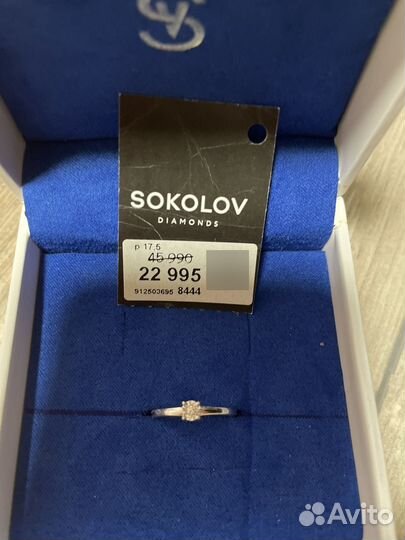 SOKOLOV
DIAMONDS
р 17,5
45 990
22 995
912503695 8444
Avito